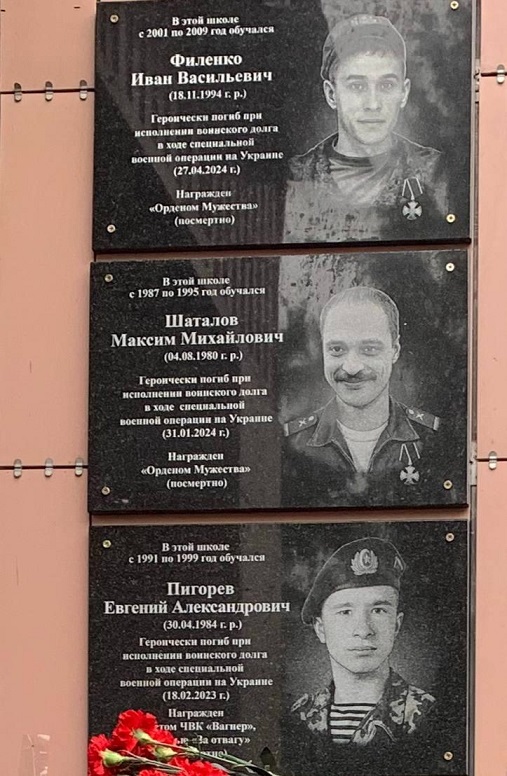 В этой школе
с 2001 по 2009 год обучался
Филенко
Иван Васильевич
(18.11.1994 г. р.)
Героически погиб при
исполнении воинского долга
в ходе специальной
военной операции на Украине
(27.04.2024 г.)
Награжден
«Орденом Мужества»
(посмертно)
В этой школе
с 1987 по 1995 год обучался
Шаталов
Максим Михайлович
(04.08.1980 г. р.)
Героически погиб при
исполнении воинского долга
в ходе специальной
военной операции на Украине
(31.01.2024 г.)
Награжден
«Орденом Мужества»
(посмертно)
В этой школе
с 1991 по 1999 год обучался
Пигорев
Евгений Александрович
(30.04.1984 г. р.)
Героически погиб при
исполнении воинского долга
в ходе специальной
военной операции на Украине
(18.02.2023 г.)
Награжден
ЧВК «Вагнер»,
«За отвагу»